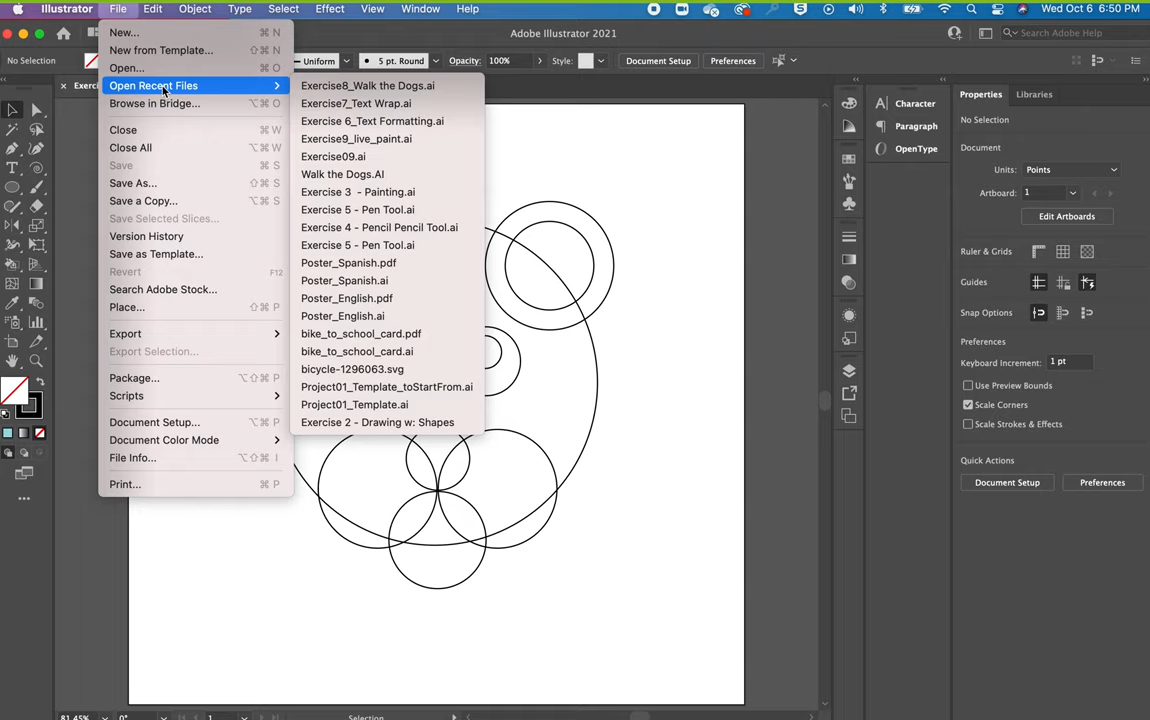 Illustrator File Edit Object Type Select Effect View Window Help Wed Oct 6 6:50 PM
Adobe Illustrator 2021
Search Adobe Help
No Selection Uniform 5 pt. Round Opacity: 100% Style: Document Setup Preferences
New... ⌘ N
New from Template... ⇧⌘ N
Open... ⌘ O
Open Recent Files
Browse in Bridge... ⌥⌘ O
Close ⌘ W
Close All ⌥⌘ W
Save ⌘ S
Save As... ⇧⌘ S
Save a Copy... ⌥⌘ S
Save Selected Slices...
Version History
Save as Template...
Revert F12
Search Adobe Stock...
Place... ⇧⌘ P
Export
Export Selection...
Package... ⌥⇧⌘ P
Scripts
Document Setup... ⌥⌘ P
Document Color Mode
File Info... ⌥⇧⌘ I
Print... ⌘ P
Exercise8_Walk the Dogs.ai
Exercise7_Text Wrap.ai
Exercise 6_Text Formatting.ai
Exercise9_live_paint.ai
Exercise09.ai
Walk the Dogs.AI
Exercise 3 - Painting.ai
Exercise 5 - Pen Tool.ai
Exercise 4 - Pencil Pencil Tool.ai
Exercise 5 - Pen Tool.ai
Poster_Spanish.pdf
Poster_Spanish.ai
Poster_English.pdf
Poster_English.ai
bike_to_school_card.pdf
bike_to_school_card.ai
bicycle-1296063.svg
Project01_Template_toStartFrom.ai
Project01_Template.ai
Exercise 2 - Drawing w: Shapes
Character
Paragraph
OpenType
Properties Libraries
No Selection
Document
Units: Points
Artboard: 1
Edit Artboards
Ruler & Grids
Guides
Snap Options
Preferences
Keyboard Increment: 1 pt
Use Preview Bounds
Scale Corners
Scale Strokes & Effects
Quick Actions
Document Setup Preferences
81.45% 0° 1 Selection